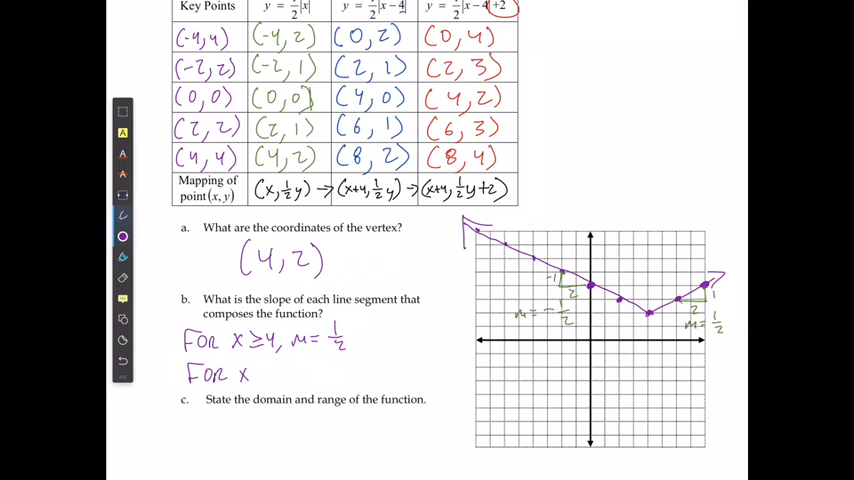 Key Points y = 1/2|x| y = 1/2|x-4| y = 1/2|x-4|+2
(-4,4) (-4,2) (0,2) (0,4)
(-2,2) (-2,1) (2,1) (2,3)
(0,0) (0,0) (4,0) (4,2)
(2,2) (2,1) (6,1) (6,3)
(4,4) (4,2) (8,2) (8,4)
Mapping of
point (x, y) (x, 1/2y) → (x+4, 1/2y) → (x+4, 1/2y+2)
a. What are the coordinates of the vertex?
(4,2)
b. What is the slope of each line segment that
composes the function?
FOR x ≥ 4, m = 1/2
FOR x
c. State the domain and range of the function.
-1
2
m = -1/2
1
2
m = 1/2
A
A
A